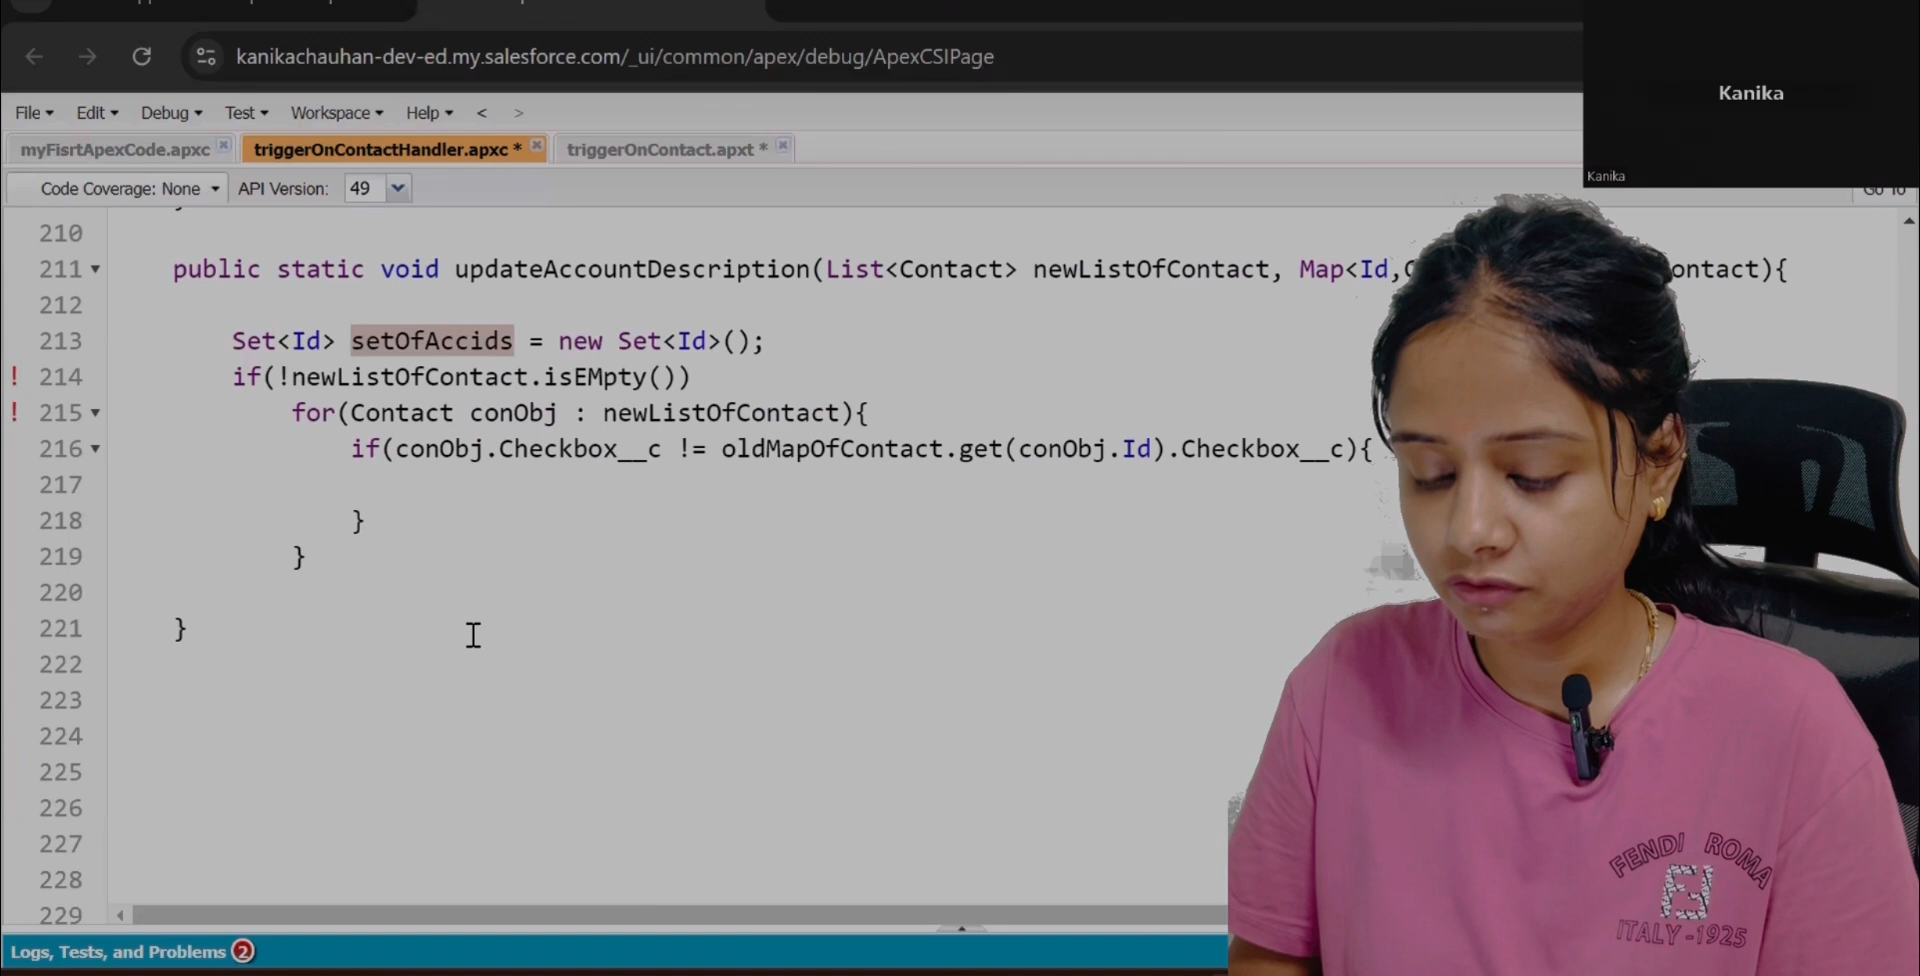 kanikachauhan-dev-ed.my.salesforce.com/_ui/common/apex/debug/ApexCSIPage
Kanika
Kanika
File Edit Debug Test Workspace Help < >
myFisrtApexCode.apxc triggerOnContactHandler.apxc * triggerOnContact.apxt *
Code Coverage: None API Version: 49 Go To
210
211 public static void updateAccountDescription(List<Contact> newListOfContact, Map<Id, ontact){
212
213 Set<Id> setOfAccids = new Set<Id>();
! 214 if(!newListOfContact.isEMpty())
! 215 for(Contact conObj : newListOfContact){
216 if(conObj.Checkbox__c != oldMapOfContact.get(conObj.Id).Checkbox__c){
217
218 }
219 }
220
221 }
222
223
224
225
226
227
228
229
Logs, Tests, and Problems 2
FENDI ROMA
ITALY-1925